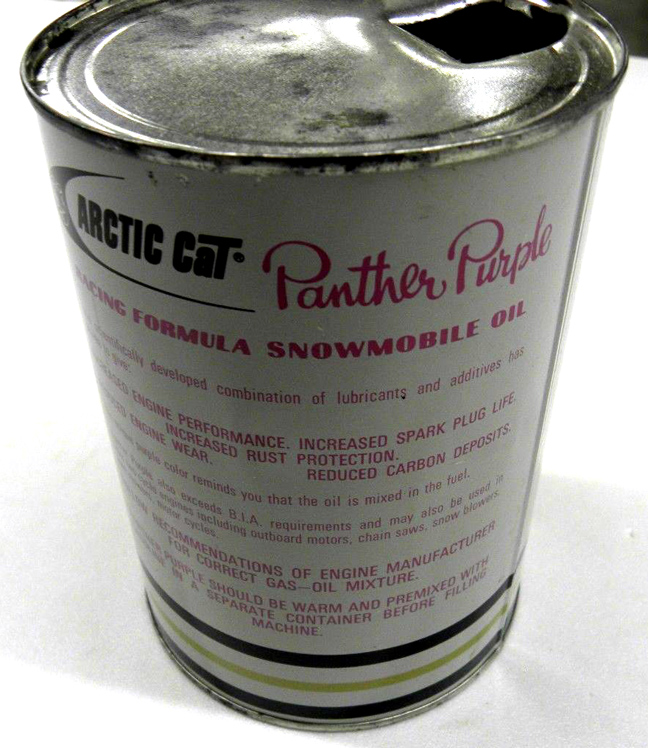 ARCTIC CaT®
Panther Purple
RACING FORMULA SNOWMOBILE OIL
developed combination of lubricants and additives has
ENGINE PERFORMANCE. INCREASED SPARK PLUG LIFE.
INCREASED RUST PROTECTION.
ENGINE WEAR. REDUCED CARBON DEPOSITS.
purple color reminds you that the oil is mixed in the fuel.
also exceeds B.I.A. requirements and may also be used in
engines including outboard motors, chain saws, snow blowers,
motor cycles.
RECOMMENDATIONS OF ENGINE MANUFACTURER
FOR CORRECT GAS-OIL MIXTURE.
PURPLE SHOULD BE WARM AND PREMIXED WITH
IN A SEPARATE CONTAINER BEFORE FILLING
MACHINE.